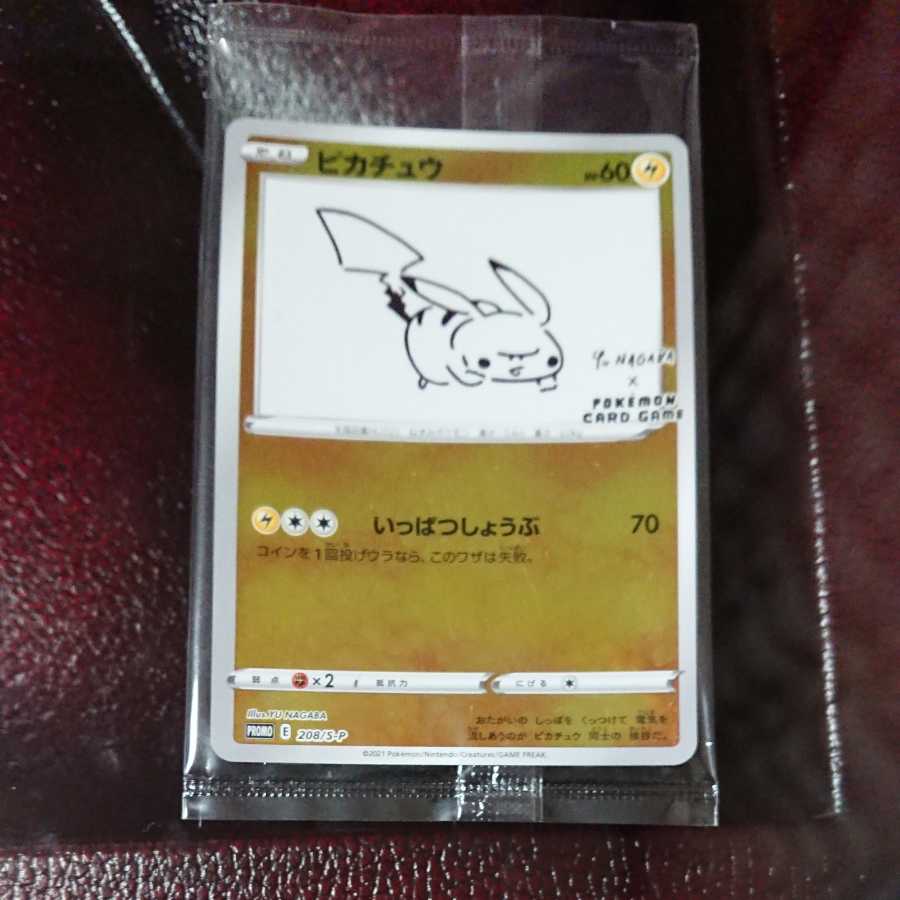 ピカチュウ
HP60
Yu NAGABA
×
POKÉMON
CARD GAME
いっぱつしょうぶ 70
コインを1回投げウラなら、このワザは失敗。
弱点 ×2 抵抗力 にげる
Illus. YU NAGABA
おたがいの しっぽを くっつけて 電気を
流しあうのが ピカチュウ 同士の 挨拶だ。
PROMO E 208/S-P
©2021 Pokémon/Nintendo/Creatures/GAME FREAK.